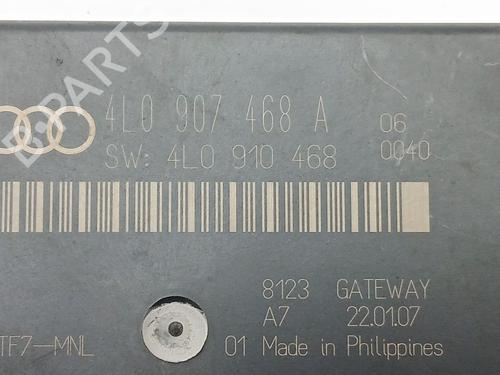 B-PARTS
4L0 907 468 A 06
SW: 4L0 910 468 0040
8123 GATEWAY
A7 22.01.07
TF7-MNL 01 Made in Philippines